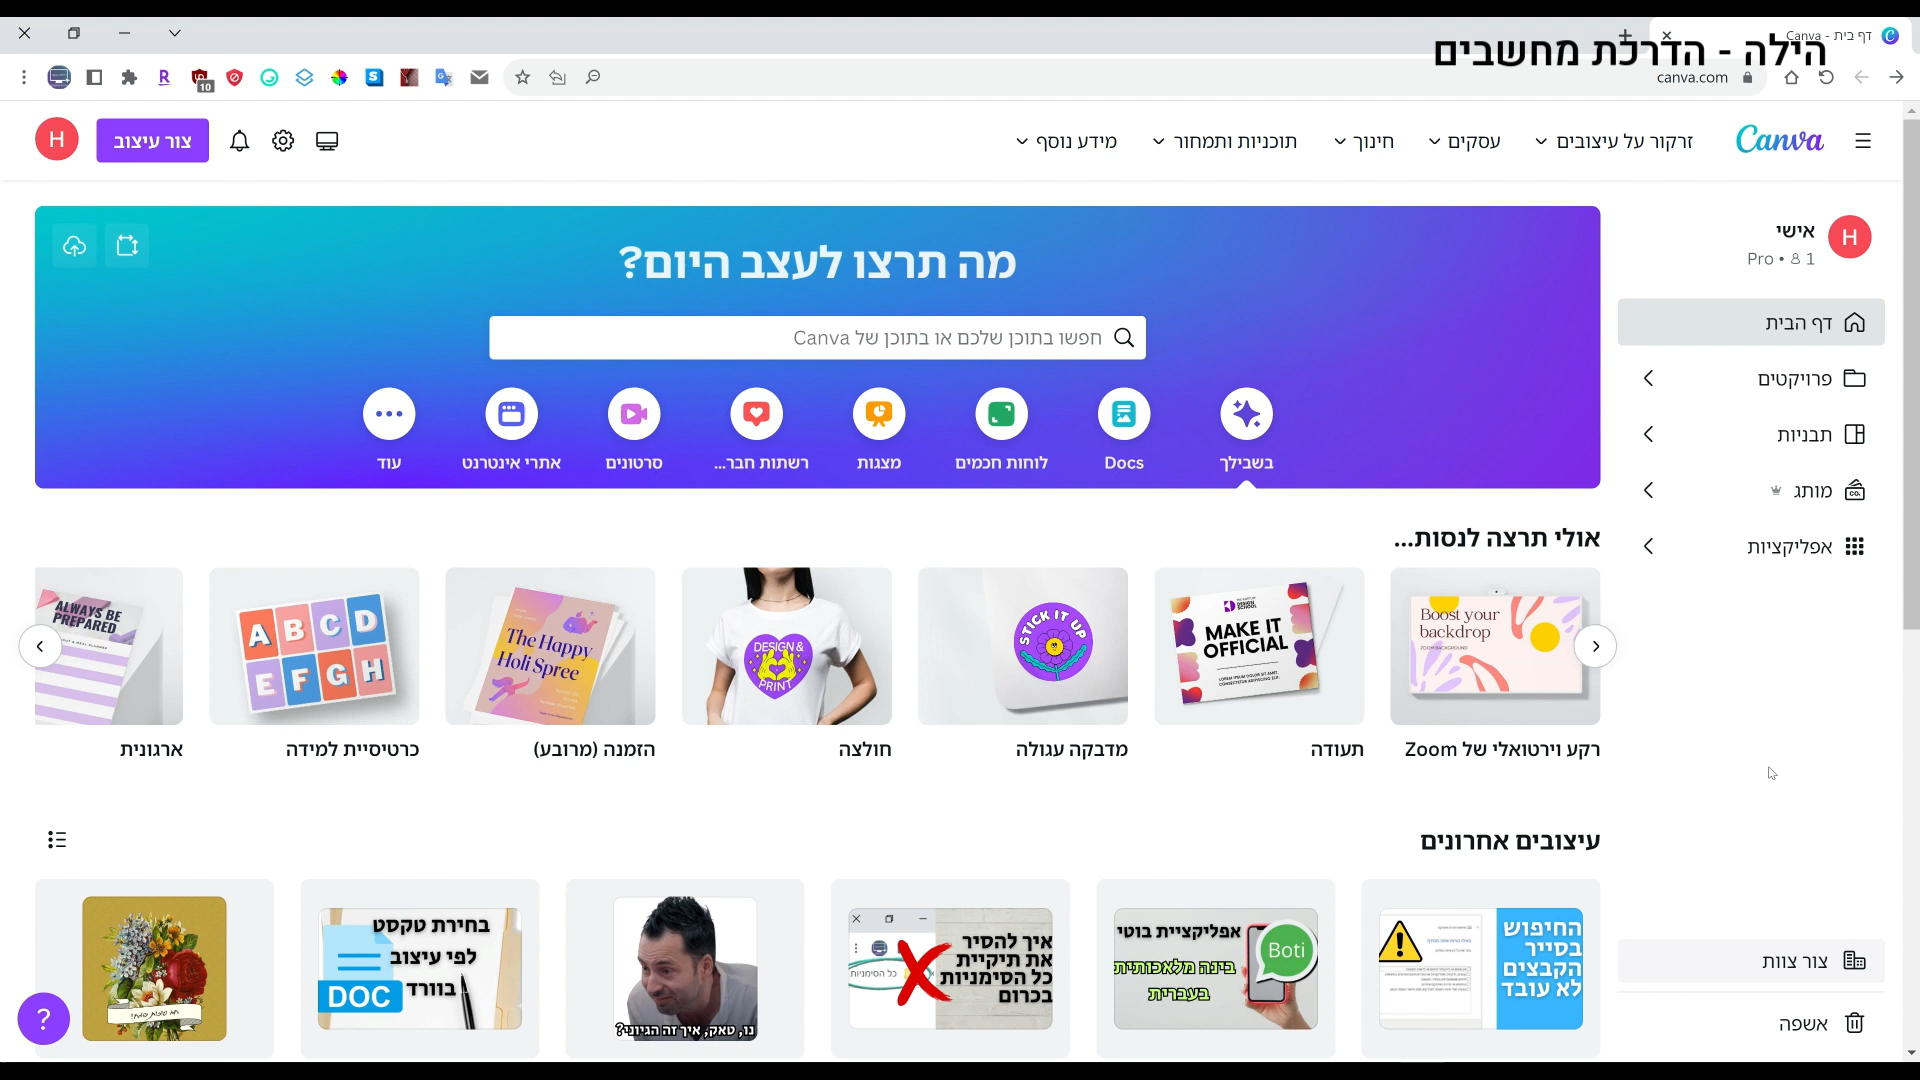 דף בית - Canva
הילה - הדרכת מחשבים
canva.com
10
Canva
זרקור על עיצובים
עסקים
חינוך
תוכניות ותמחור
מידע נוסף
צור עיצוב
H
אישי
Pro • 1
H
דף הבית
פרויקטים
תבניות
מותג
אפליקציות
צור צוות
אשפה
מה תרצו לעצב היום?
חפשו בתוכן שלכם או בתוכן של Canva
בשבילך
Docs
לוחות חכמים
מצגות
רשתות חבר...
סרטונים
אתרי אינטרנט
עוד
אולי תרצה לנסות...
Boost your
backdrop
ZOOM BACKGROUND
MAKE IT
OFFICIAL
STICK IT UP
DESIGN &
PRINT
The Happy
Holi Spree
A B C D
E F G H
ALWAYS BE
PREPARED
רקע וירטואלי של Zoom
תעודה
מדבקה עגולה
חולצה
הזמנה (מרובע)
כרטיסיית למידה
ארגונית
עיצובים אחרונים
החיפוש
בסייר
הקבצים
לא עובד
אפליקציית בוטי
בינה מלאכותית
בעברית
Boti
איך להסיר
את תיקיית
כל הסימניות
בכרום
כל הסימניות
נו, טאק, איך זה הגיוני?
בחירת טקסט
לפי עיצוב
בוורד
DOC
?